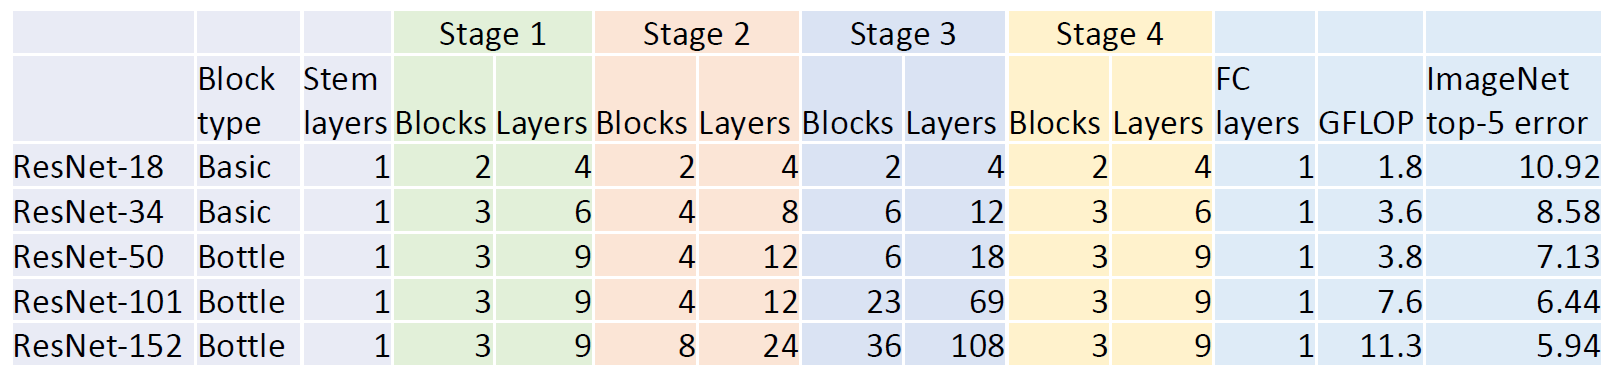 Stage 1 Stage 2 Stage 3 Stage 4
Block Stem FC ImageNet
type layers Blocks Layers Blocks Layers Blocks Layers Blocks Layers layers GFLOP top-5 error
ResNet-18 Basic 1 2 4 2 4 2 4 2 4 1 1.8 10.92
ResNet-34 Basic 1 3 6 4 8 6 12 3 6 1 3.6 8.58
ResNet-50 Bottle 1 3 9 4 12 6 18 3 9 1 3.8 7.13
ResNet-101 Bottle 1 3 9 4 12 23 69 3 9 1 7.6 6.44
ResNet-152 Bottle 1 3 9 8 24 36 108 3 9 1 11.3 5.94